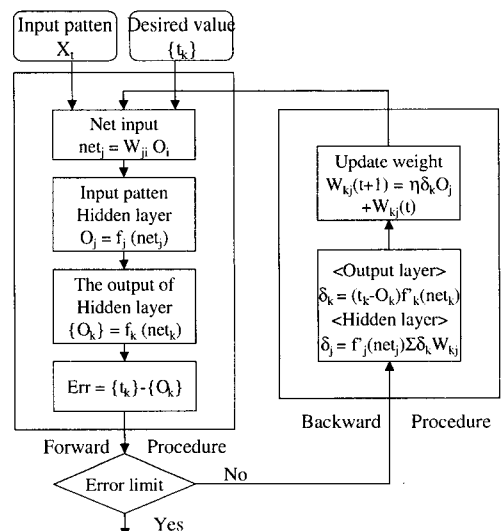 Input patten
X_t
Desired value
{t_k}
Net input
net_j = W_ji O_i
Input patten
Hidden layer
O_j = f_j (net_j)
The output of
Hidden layer
{O_k} = f_k (net_k)
Err = {t_k}-{O_k}
Forward Procedure
Error limit
No
Yes
Update weight
W_kj(t+1) = ηδ_kO_j
+W_kj(t)
<Output layer>
δ_k = (t_k-O_k)f'_k(net_k)
<Hidden layer>
δ_j = f'_j(net_j)Σδ_kW_kj
Backward Procedure